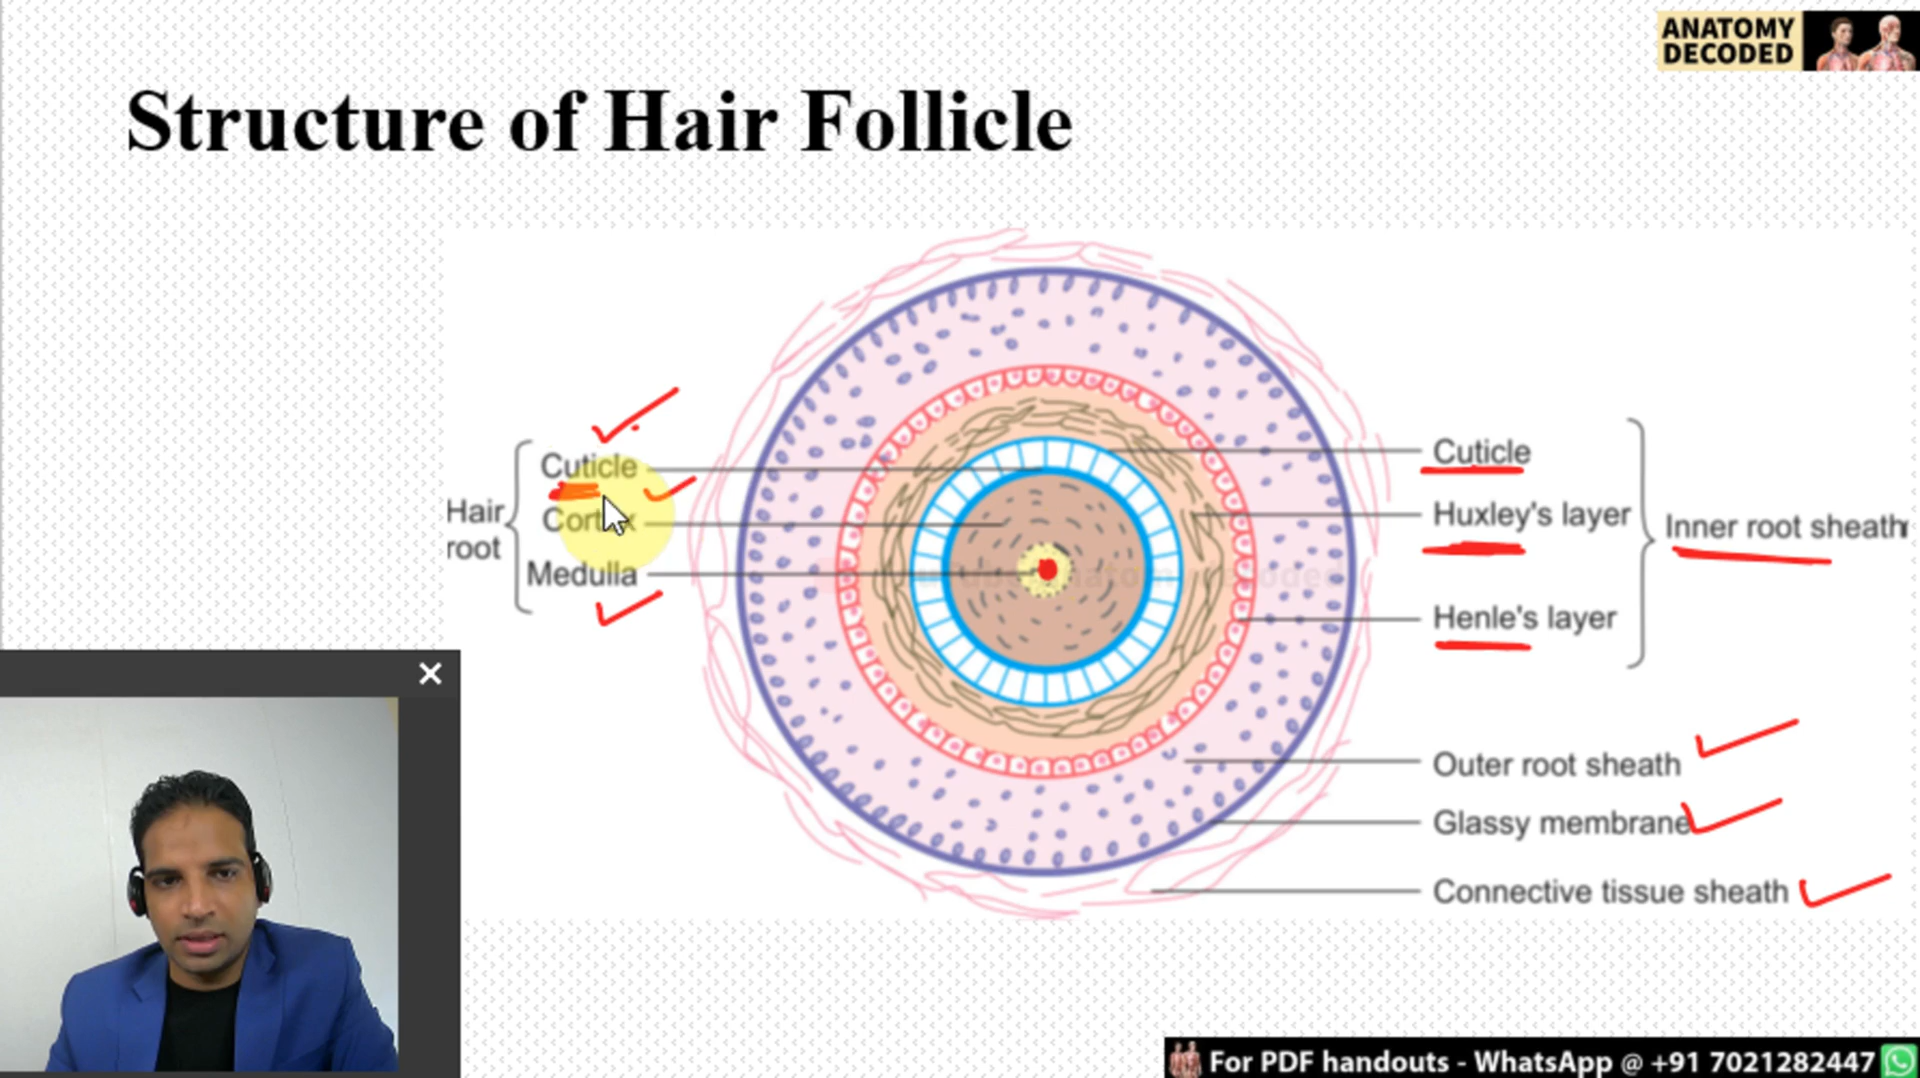 ANATOMY
DECODED
Structure of Hair Follicle
Cuticle
Cortex
Medulla
Hair
root
Cuticle
Huxley's layer
Henle's layer
Inner root sheath
Outer root sheath
Glassy membrane
Connective tissue sheath
For PDF handouts - WhatsApp @ +91 7021282447